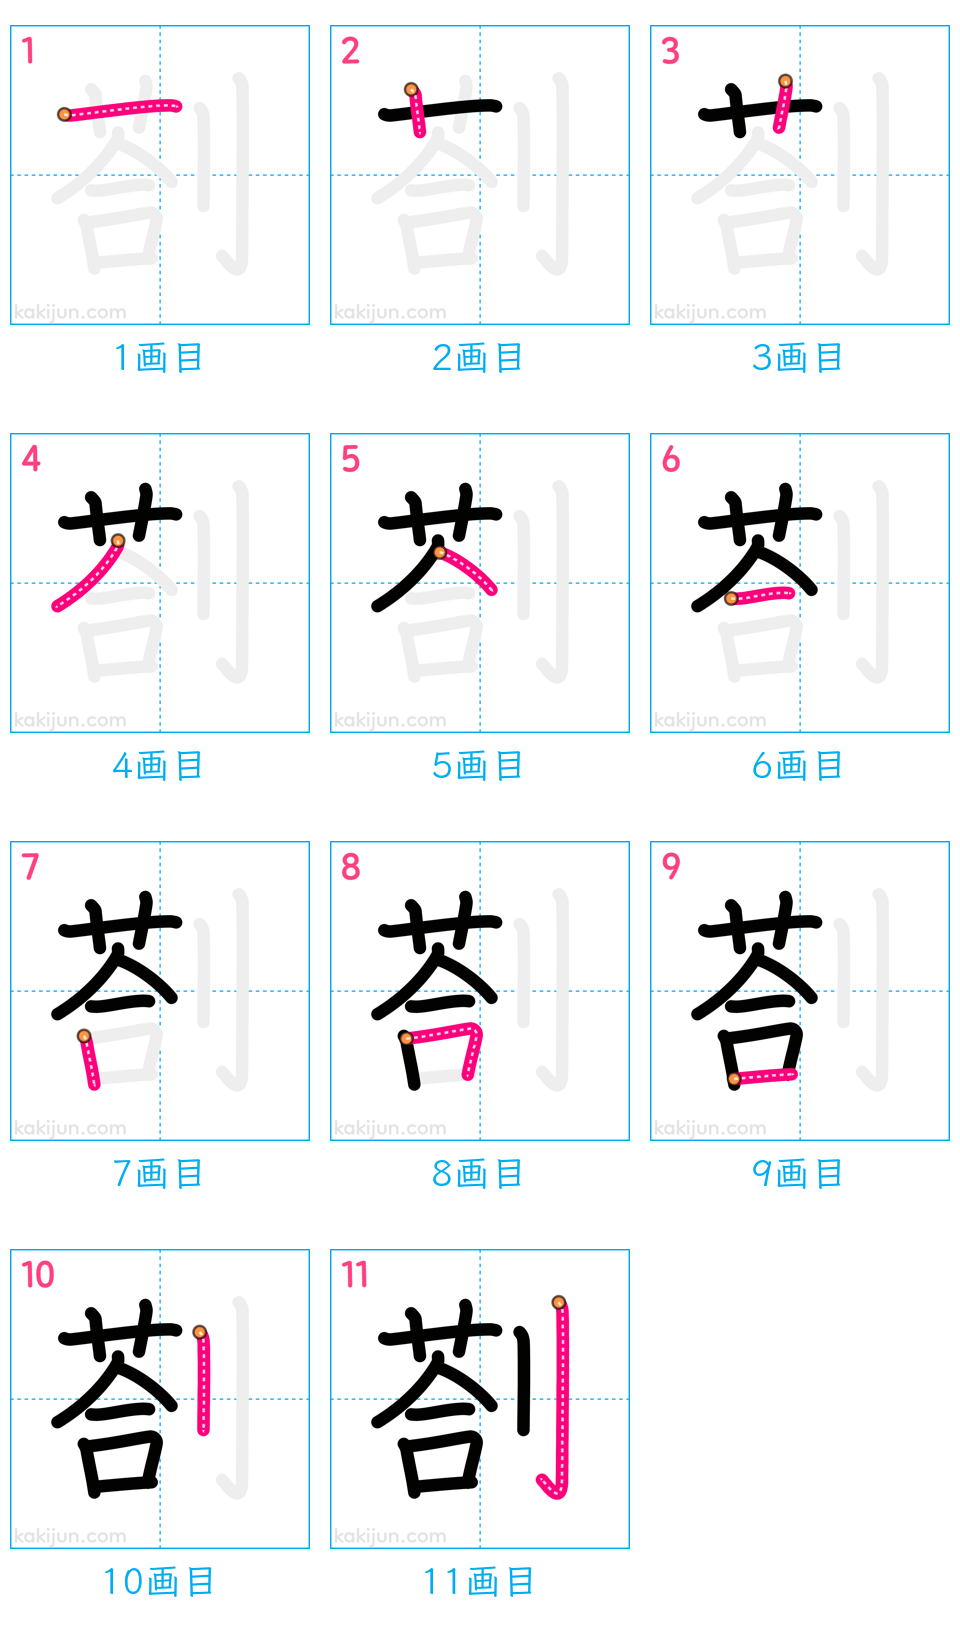 1 2 3
kakijun.com kakijun.com kakijun.com
1画目 2画目 3画目
4 5 6
kakijun.com kakijun.com kakijun.com
4画目 5画目 6画目
7 8 9
kakijun.com kakijun.com kakijun.com
7画目 8画目 9画目
10 11
剳 剳
kakijun.com kakijun.com
10画目 11画目